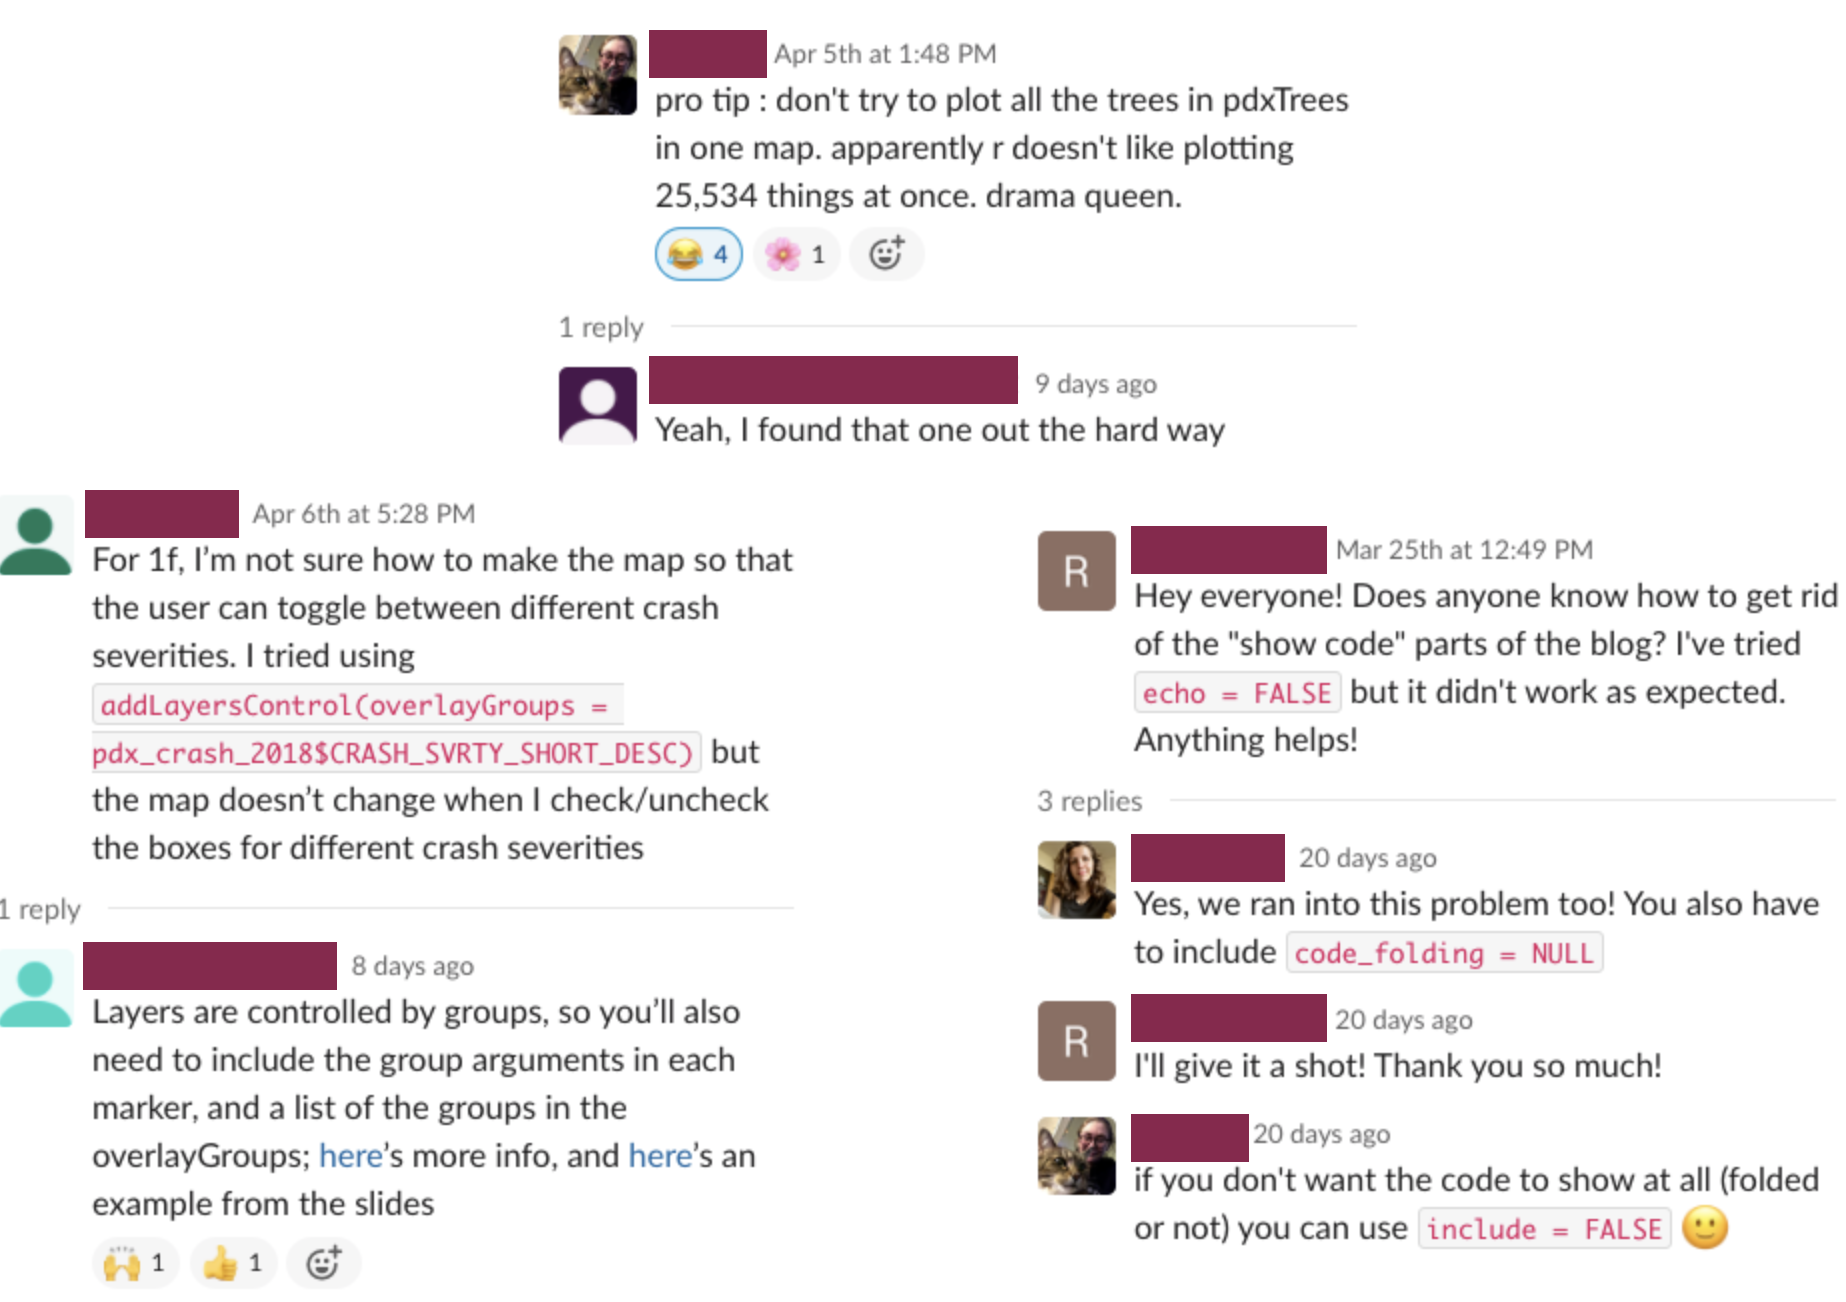 Apr 5th at 1:48 PM
pro tip : don't try to plot all the trees in pdxTrees
in one map. apparently r doesn't like plotting
25,534 things at once. drama queen.
4 1
1 reply
9 days ago
Yeah, I found that one out the hard way
Apr 6th at 5:28 PM
For 1f, I’m not sure how to make the map so that
the user can toggle between different crash
severities. I tried using
addLayersControl(overlayGroups =
pdx_crash_2018$CRASH_SVRTY_SHORT_DESC) but
the map doesn’t change when I check/uncheck
the boxes for different crash severities
1 reply
8 days ago
Layers are controlled by groups, so you’ll also
need to include the group arguments in each
marker, and a list of the groups in the
overlayGroups; here’s more info, and here’s an
example from the slides
1 1
R
Mar 25th at 12:49 PM
Hey everyone! Does anyone know how to get rid
of the "show code" parts of the blog? I've tried
echo = FALSE but it didn't work as expected.
Anything helps!
3 replies
20 days ago
Yes, we ran into this problem too! You also have
to include code_folding = NULL
R
20 days ago
I'll give it a shot! Thank you so much!
20 days ago
if you don't want the code to show at all (folded
or not) you can use include = FALSE